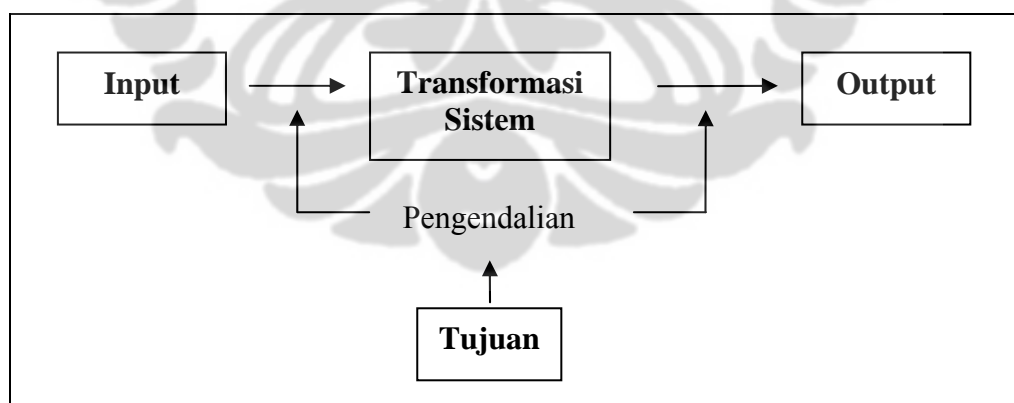 Input
Transformasi
Sistem
Output
Pengendalian
Tujuan